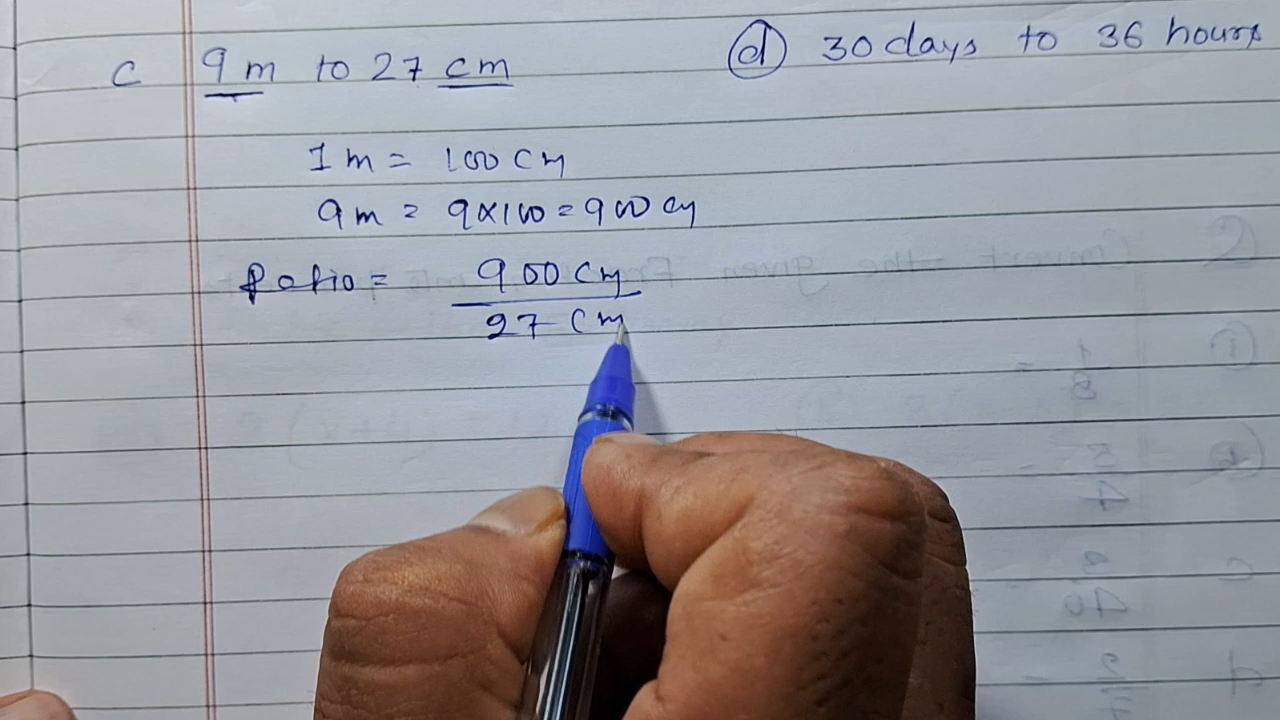 c 9m to 27 cm
(d) 30 days to 36 hours
1 m = 100 cm
9 m = 9×100 = 900 cm
Ratio = 900 cm
27 cm